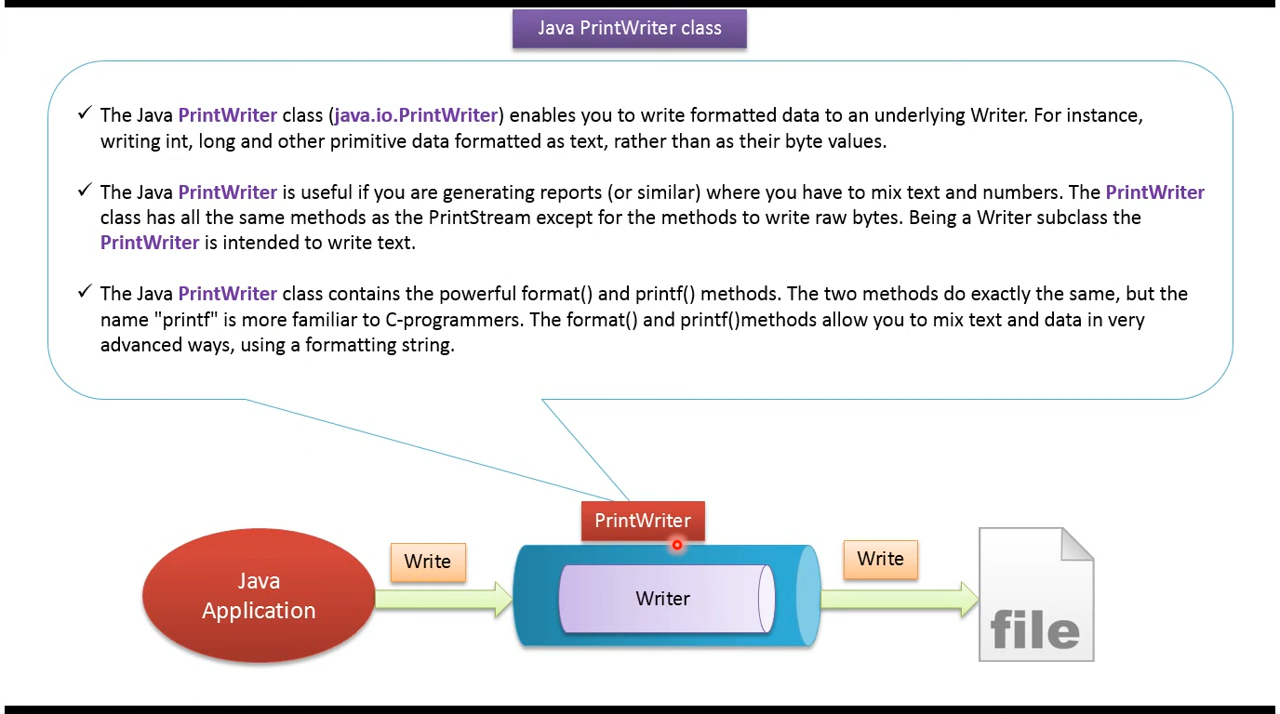 Java PrintWriter class
✓ The Java PrintWriter class (java.io.PrintWriter) enables you to write formatted data to an underlying Writer. For instance,
writing int, long and other primitive data formatted as text, rather than as their byte values.
✓ The Java PrintWriter is useful if you are generating reports (or similar) where you have to mix text and numbers. The PrintWriter
class has all the same methods as the PrintStream except for the methods to write raw bytes. Being a Writer subclass the
PrintWriter is intended to write text.
✓ The Java PrintWriter class contains the powerful format() and printf() methods. The two methods do exactly the same, but the
name "printf" is more familiar to C-programmers. The format() and printf()methods allow you to mix text and data in very
advanced ways, using a formatting string.
PrintWriter
Java
Application
Write
Writer
Write
file